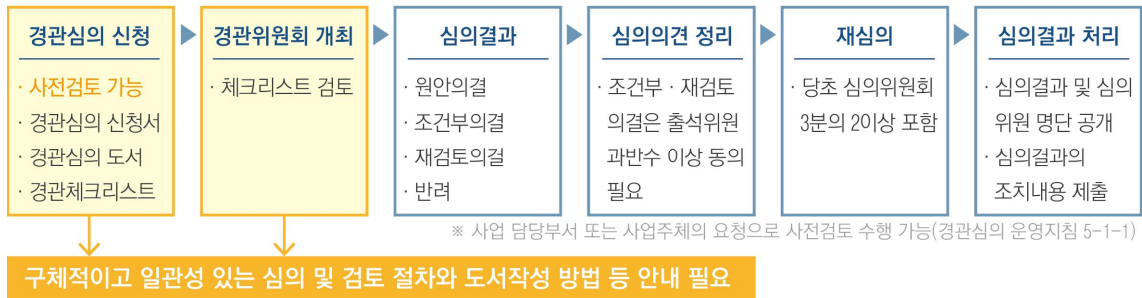 경관심의 신청
· 사전검토 가능
· 경관심의 신청서
· 경관심의 도서
· 경관체크리스트
경관위원회 개최
· 체크리스트 검토
심의결과
· 원안의결
· 조건부의결
· 재검토의결
· 반려
심의의견 정리
· 조건부 · 재검토
의결은 출석위원
과반수 이상 동의
필요
재심의
· 당초 심의위원회
3분의 2이상 포함
심의결과 처리
· 심의결과 및 심의
위원 명단 공개
· 심의결과의
조치내용 제출
※ 사업 담당부서 또는 사업주체의 요청으로 사전검토 수행 가능(경관심의 운영지침 5-1-1)
구체적이고 일관성 있는 심의 및 검토 절차와 도서작성 방법 등 안내 필요